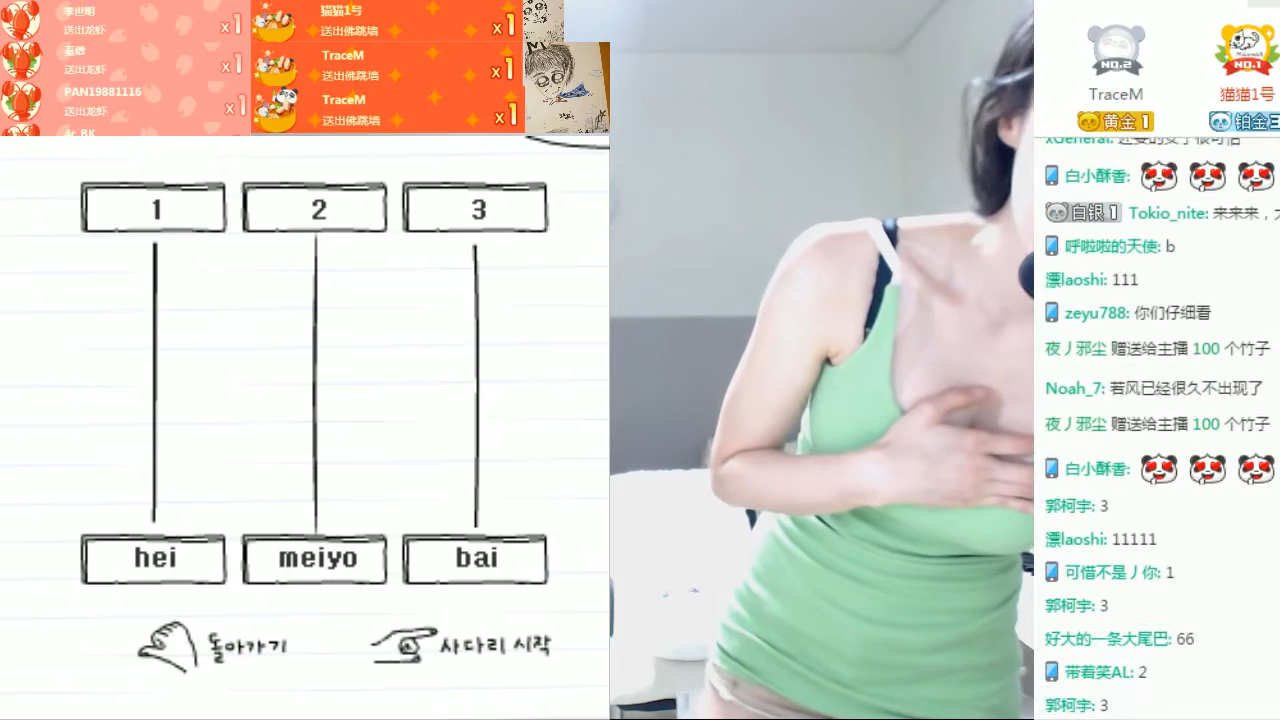 李世明
送出龙虾
x1
送出龙虾
x1
PAN19881116
送出龙虾
x1
猫猫1号
送出佛跳墙
x1
TraceM
送出佛跳墙
x1
TraceM
送出佛跳墙
x1
1
2
3
hei
meiyo
bai
돌아가기
사다리 시작
NO.2
TraceM
黄金 1
NO.1
猫猫1号
铂金三
白小酥香:
白银 1 Tokio_nite: 来来来,
呼啦啦的天使: b
漂laoshi: 111
zeyu788: 你们仔细看
夜丿邪尘 赠送给主播 100 个竹子
Noah_7: 若风已经很久不出现了
夜丿邪尘 赠送给主播 100 个竹子
白小酥香:
郭柯宇: 3
漂laoshi: 11111
可惜不是丿你: 1
郭柯宇: 3
好大的一条大尾巴: 66
带着笑AL: 2
郭柯宇: 3